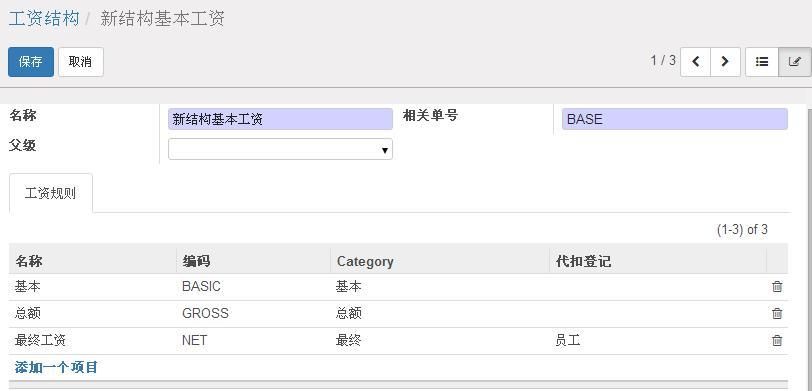 工资结构 / 新结构基本工资
保存 取消 1 / 3
名称 新结构基本工资 相关单号 BASE
父级
工资规则
(1-3) of 3
名称 编码 Category 代扣登记
基本 BASIC 基本
总额 GROSS 总额
最终工资 NET 最终 员工
添加一个项目